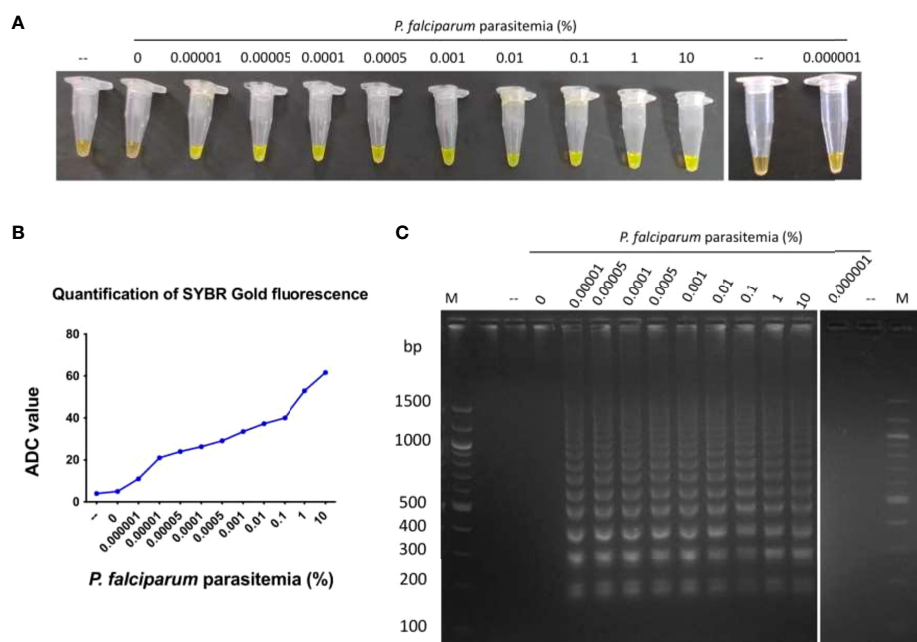 A
P. falciparum parasitemia (%)
-- 0 0.00001 0.00005 0.0001 0.0005 0.001 0.01 0.1 1 10 -- 0.000001
B
Quantification of SYBR Gold fluorescence
80
60
40
20
0
ADC value
-- 0 0.000001 0.00001 0.00005 0.0001 0.0005 0.001 0.01 0.1 1 10
P. falciparum parasitemia (%)
C
P. falciparum parasitemia (%)
M -- 0 0.00001 0.00005 0.0001 0.0005 0.001 0.01 0.1 1 10 0.000001 -- M
bp
1500
1000
500
400
300
200
100